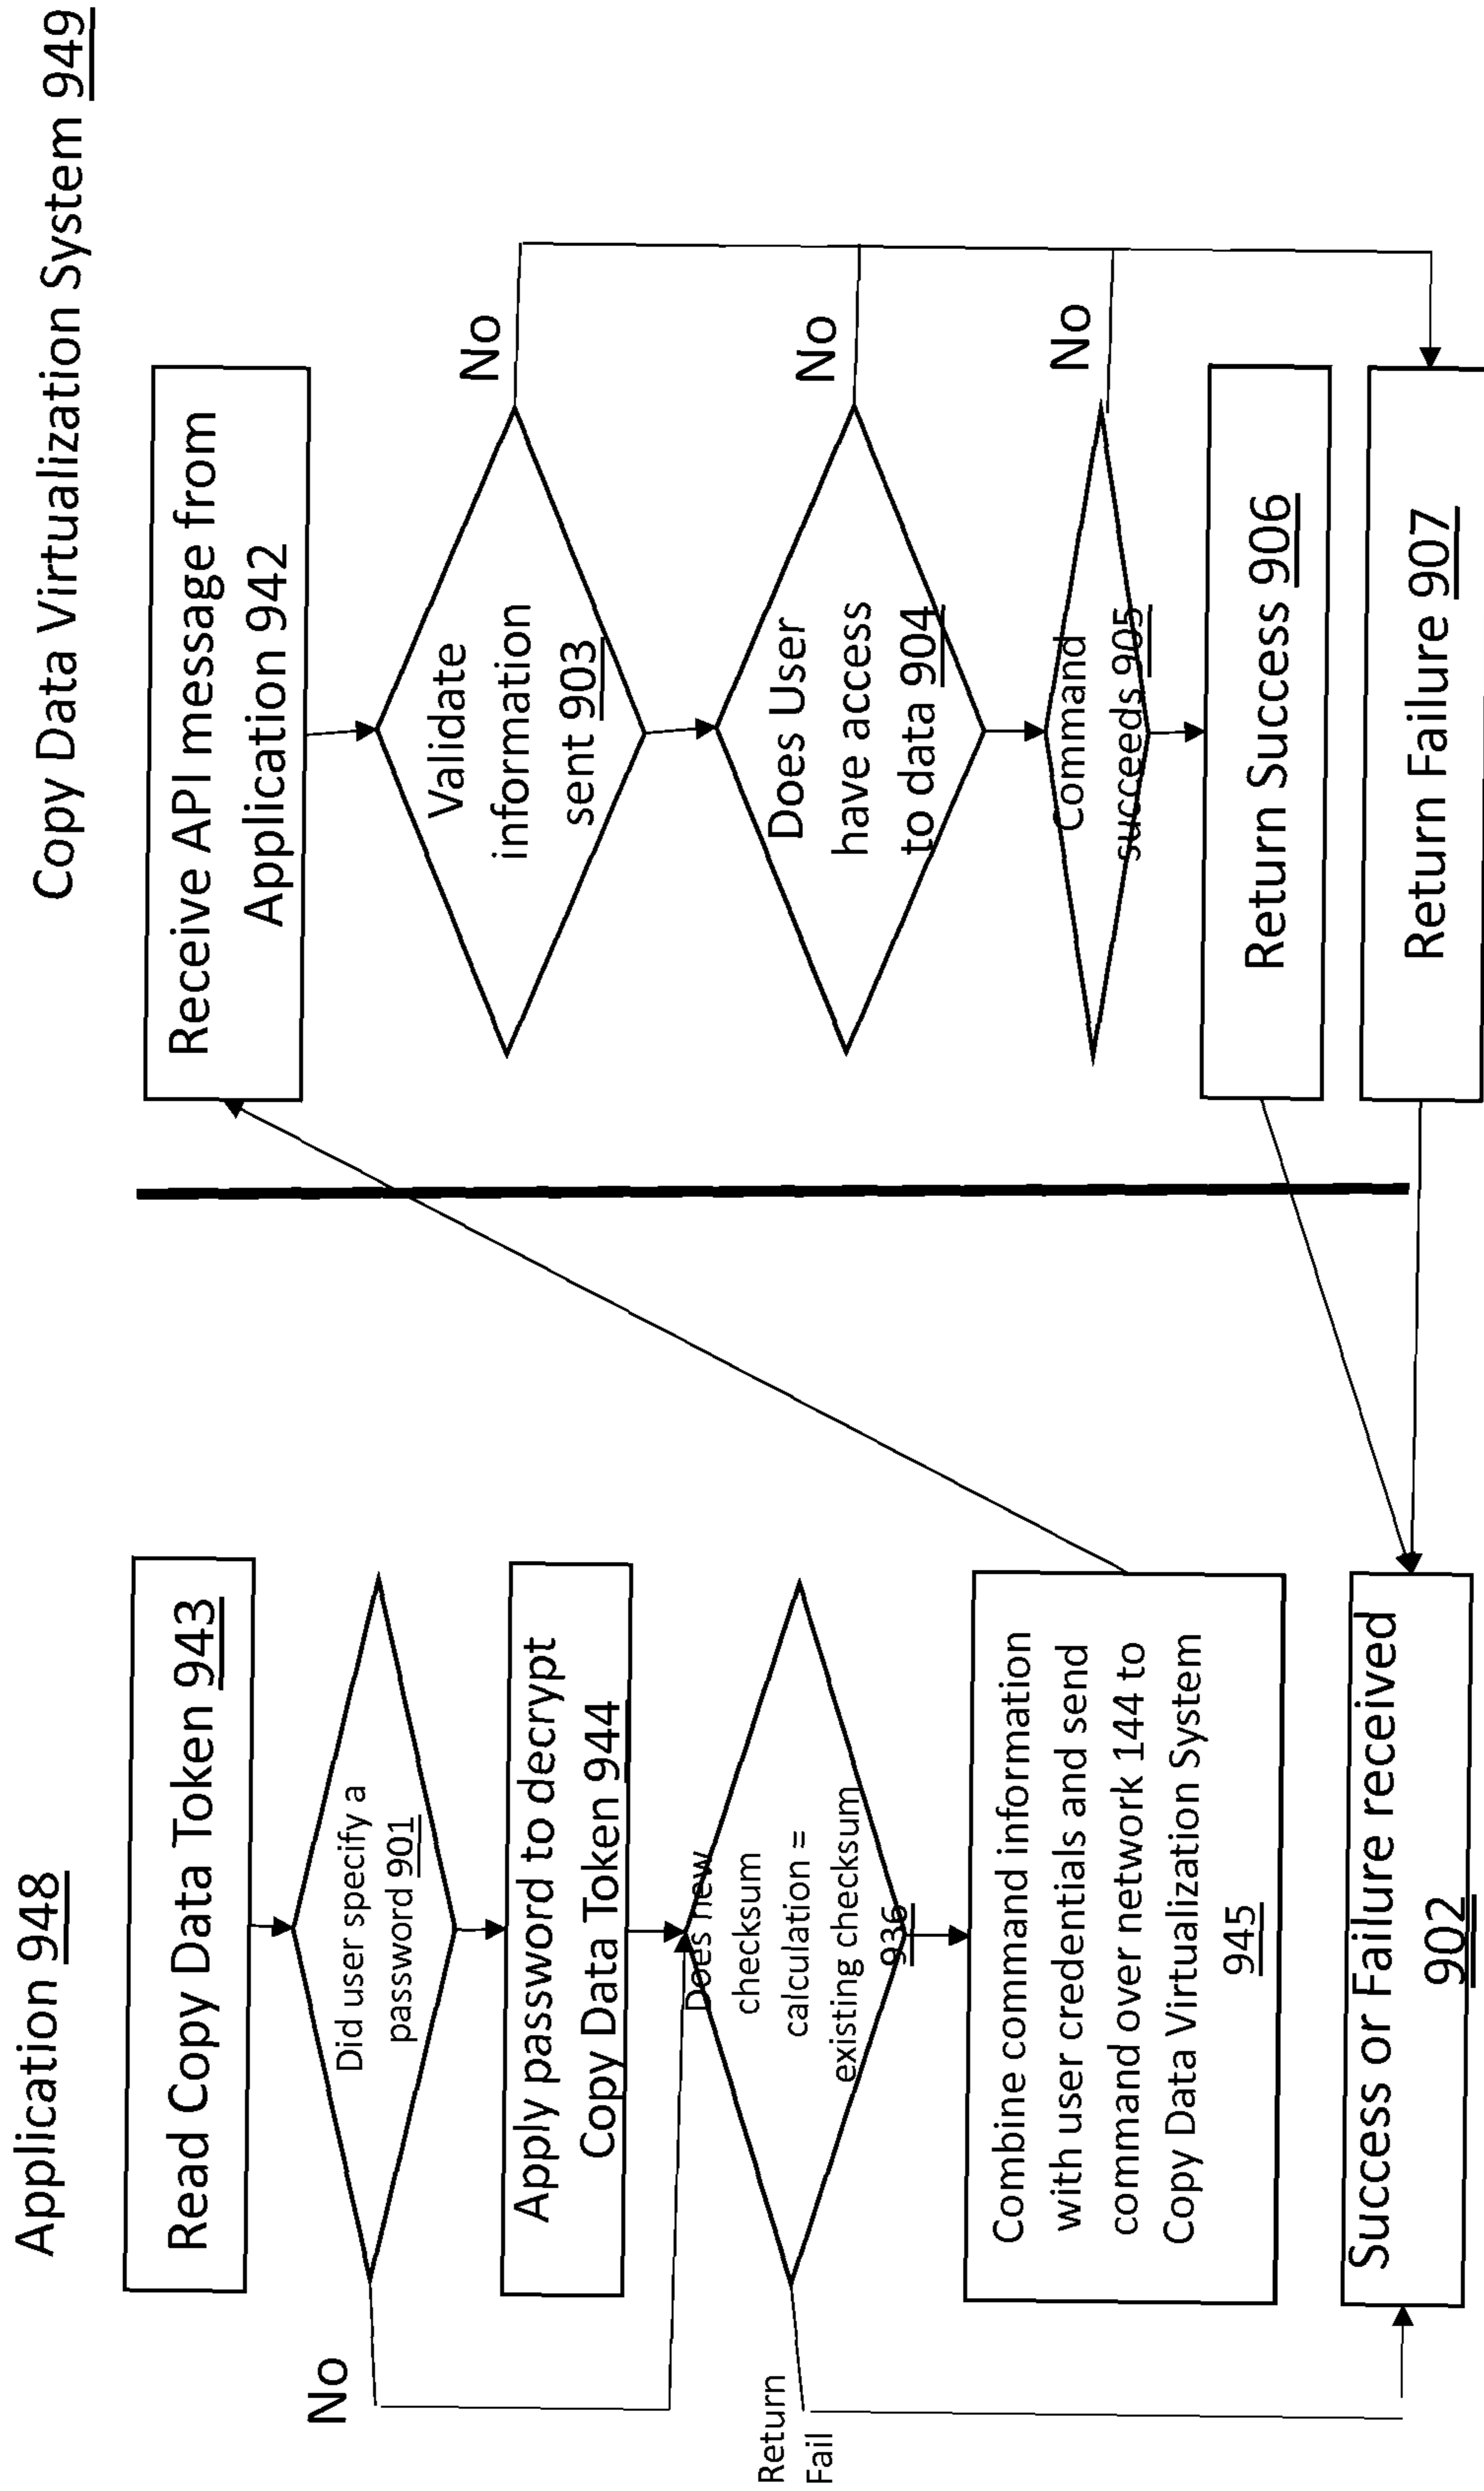 Application 948
Read Copy Data Token 943
Did user specify a
password 901
No
Apply password to decrypt
Copy Data Token 944
Does new
checksum
calculation =
existing checksum
936
Return
Fail
Combine command information
with user credentials and send
command over network 144 to
Copy Data Virtualization System
945
Success or Failure received
902
Copy Data Virtualization System 949
Receive API message from
Application 942
Validate
information
sent 903
No
Does User
have access
to data 904
No
Command
succeeds 905
No
Return Success 906
Return Failure 907